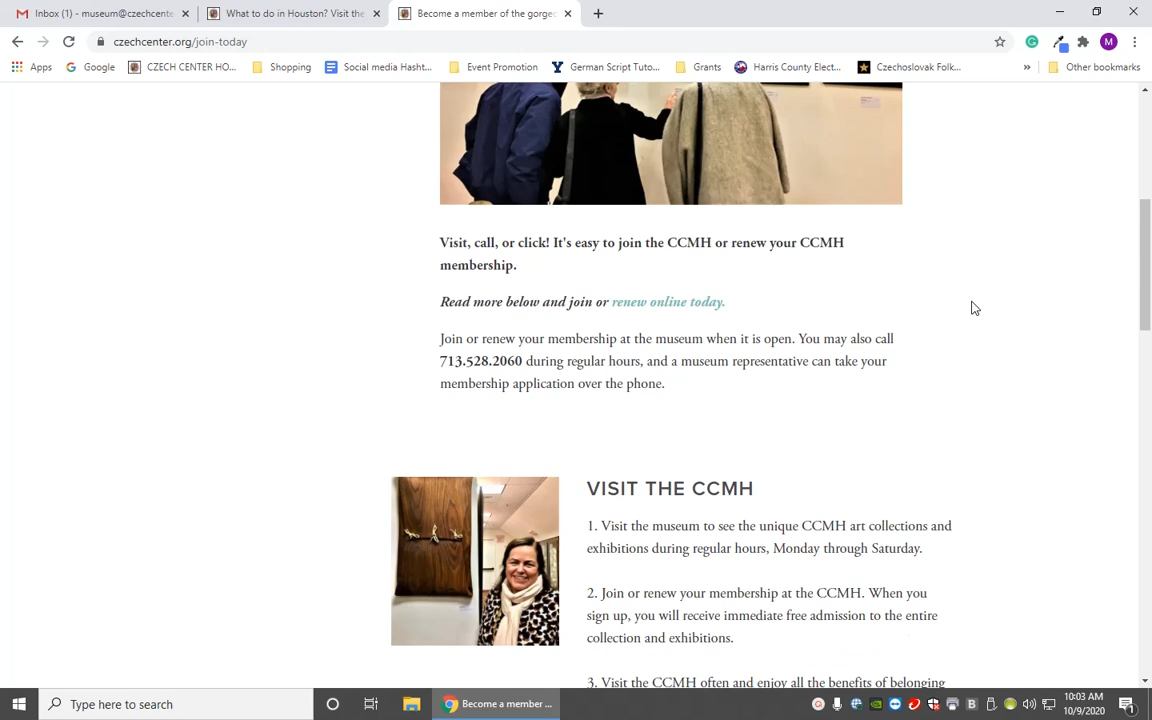 Inbox (1) - museum@czechcente
What to do in Houston? Visit the
Become a member of the gorgeo
czechcenter.org/join-today
M
Apps
Google
CZECH CENTER HO...
Shopping
Social media Hasht...
Event Promotion
German Script Tuto...
Grants
Harris County Elect...
Czechoslovak Folk...
»
Other bookmarks
Visit, call, or click! It's easy to join the CCMH or renew your CCMH
membership.
Read more below and join or renew online today.
Join or renew your membership at the museum when it is open. You may also call
713.528.2060 during regular hours, and a museum representative can take your
membership application over the phone.
VISIT THE CCMH
1. Visit the museum to see the unique CCMH art collections and
exhibitions during regular hours, Monday through Saturday.
2. Join or renew your membership at the CCMH. When you
sign up, you will receive immediate free admission to the entire
collection and exhibitions.
3. Visit the CCMH often and enjoy all the benefits of belonging
Type here to search
Become a member ...
10:03 AM
10/9/2020